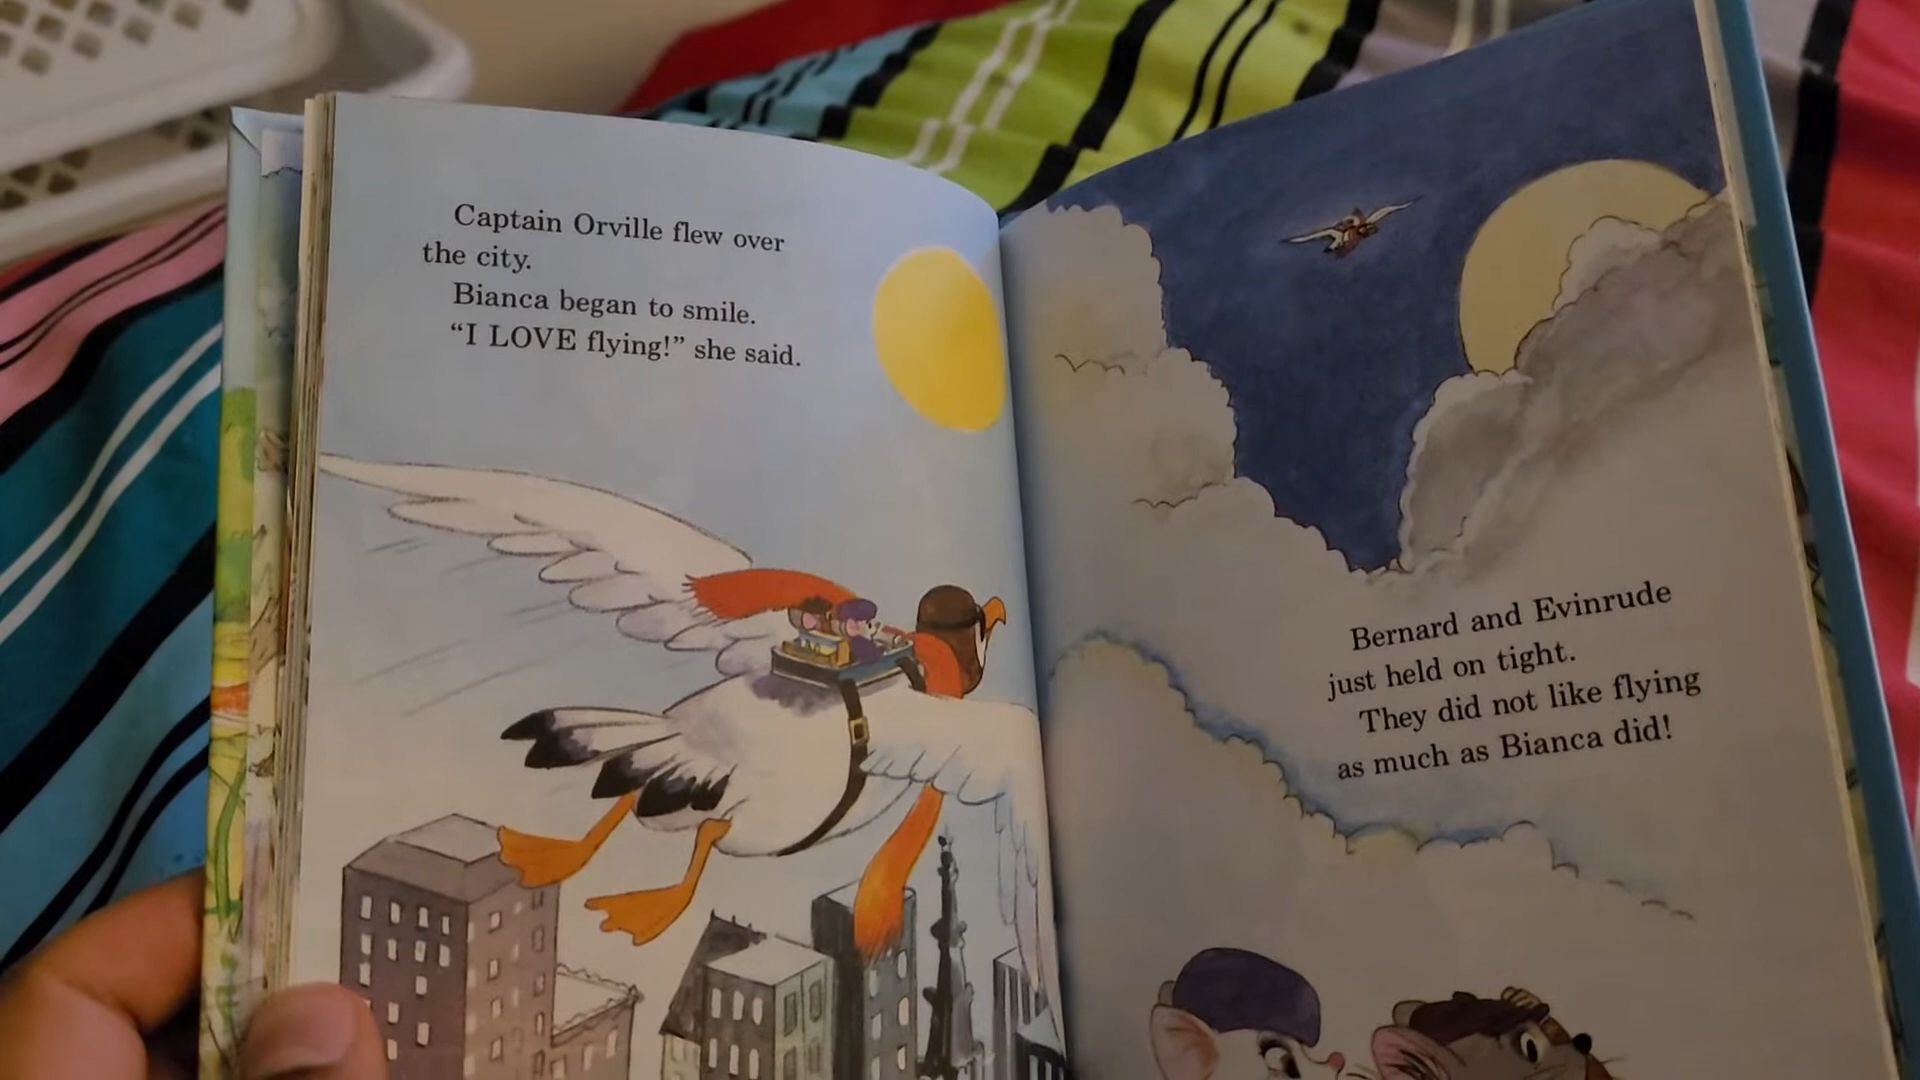 Captain Orville flew over
the city.
Bianca began to smile.
“I LOVE flying!” she said.
Bernard and Evinrude
just held on tight.
They did not like flying
as much as Bianca did!